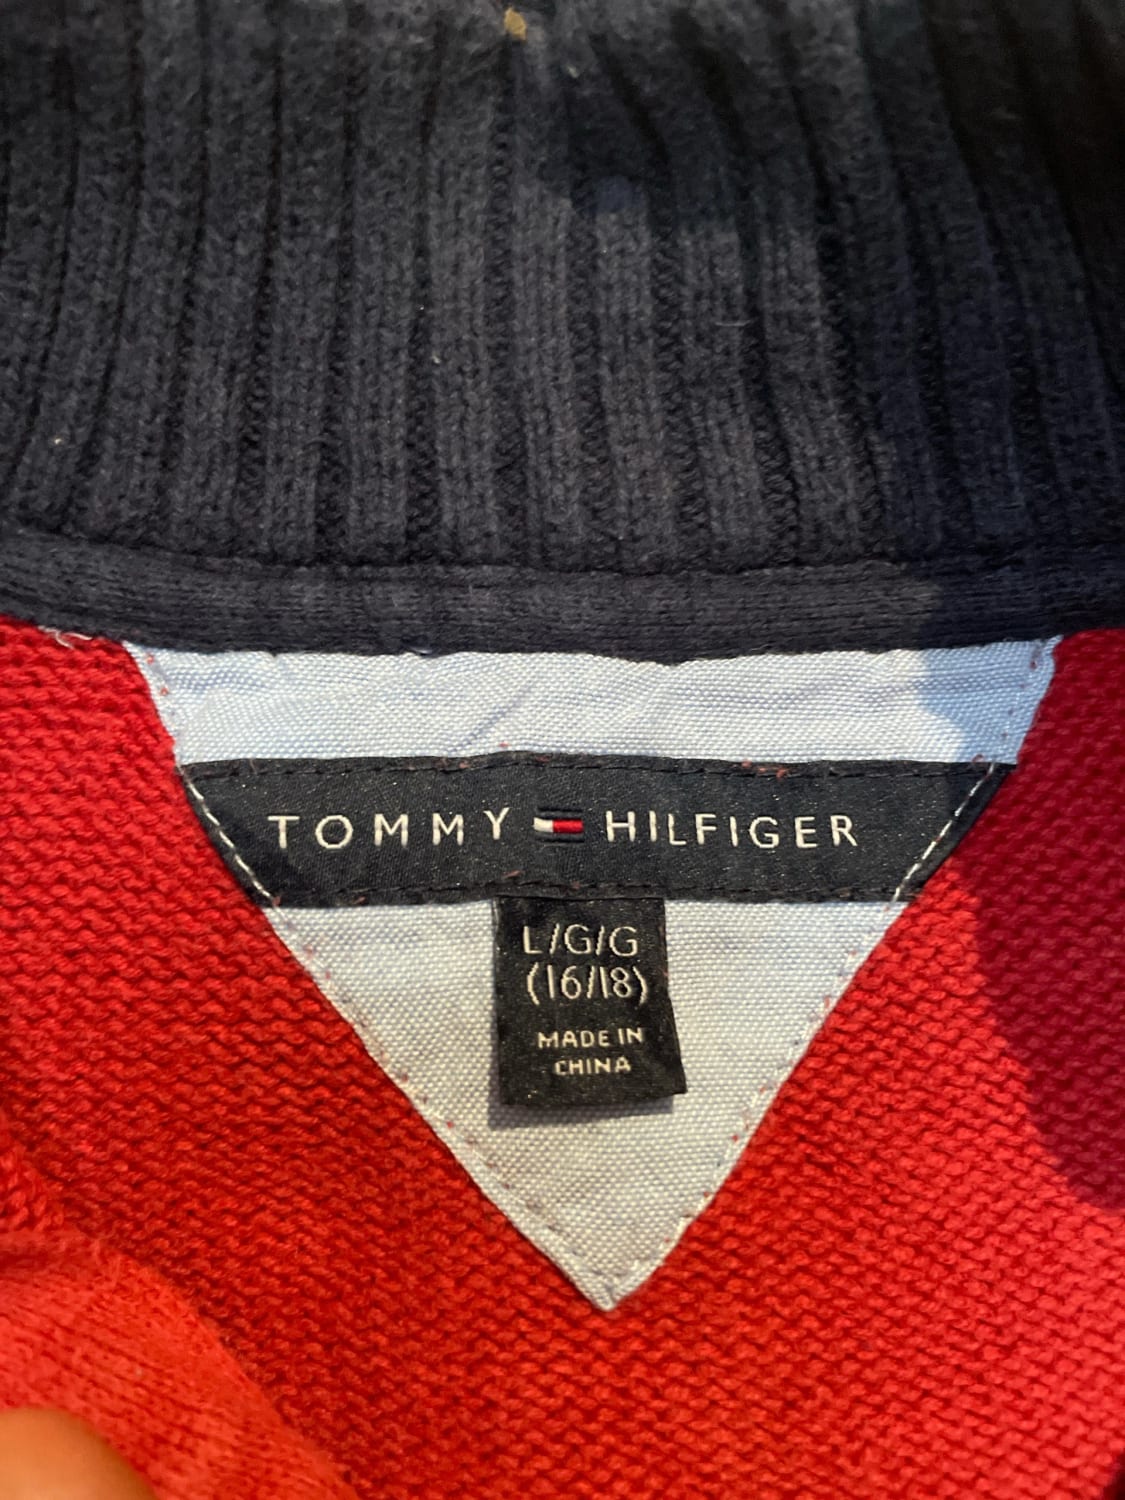 TOMMY HILFIGER
L/G/G
(16/18)
MADE IN
CHINA